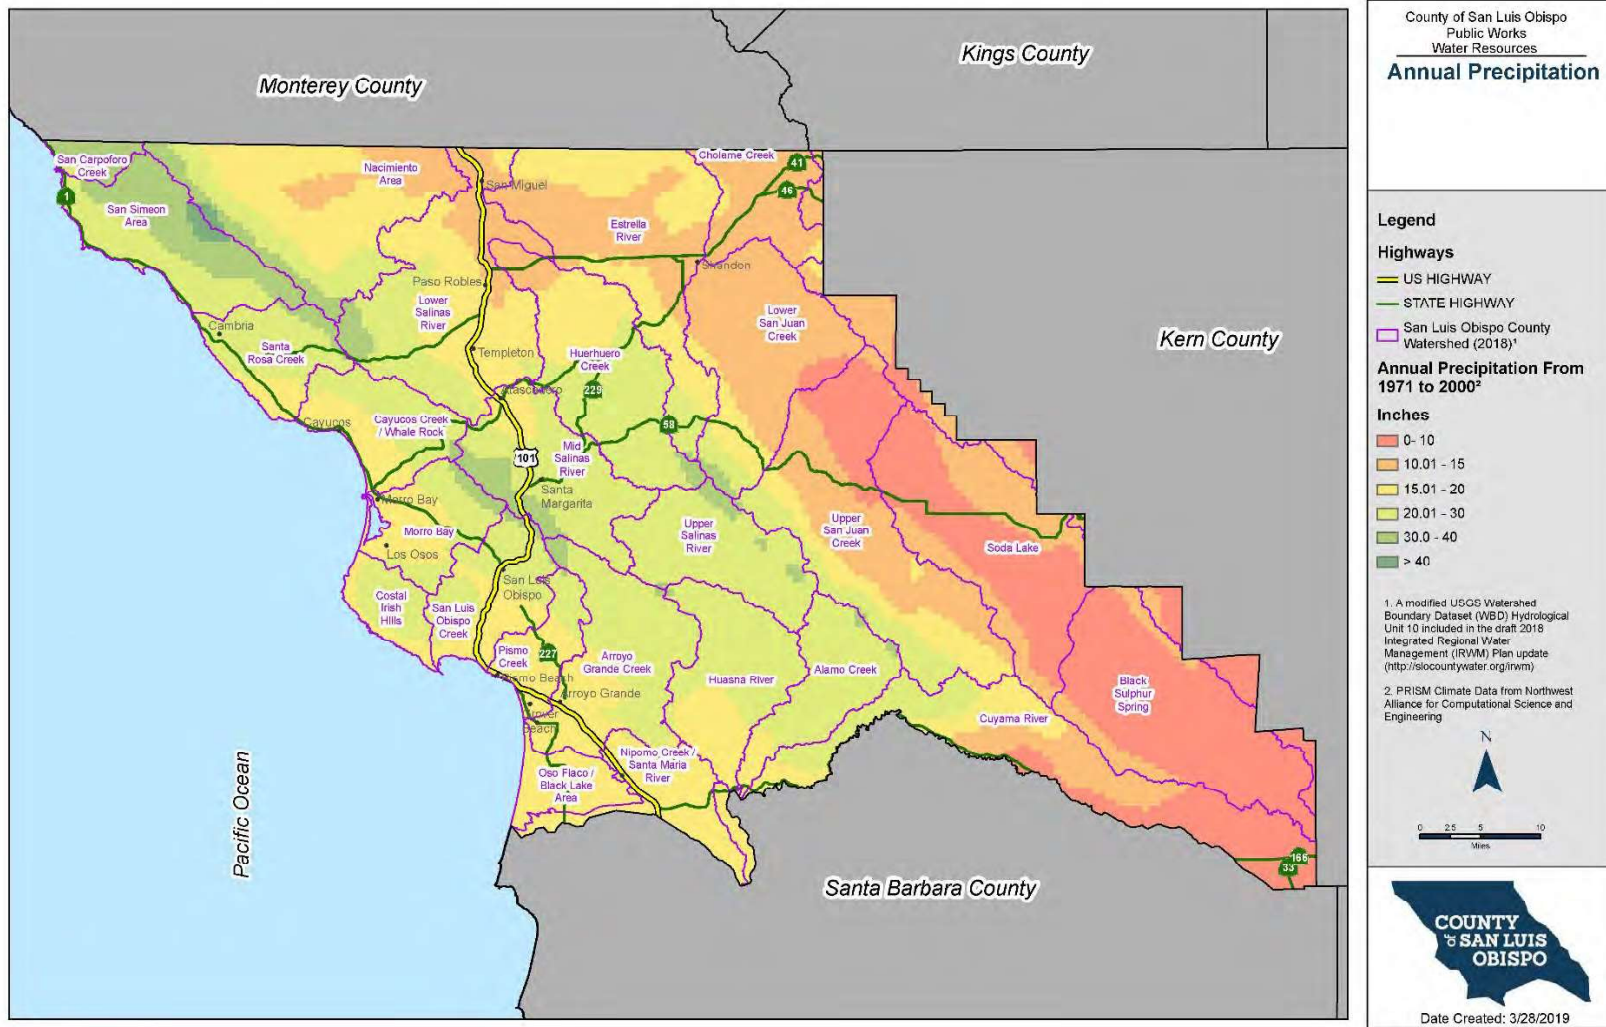 Monterey County
Kings County
Kern County
Santa Barbara County
Pacific Ocean
San Carpoforo
Creek
San Simeon
Area
Nacimiento
Area
Cholame Creek
Estrella
River
Lower
Salinas
River
Lower
San Juan
Creek
Santa
Rosa Creek
Huerhuero
Creek
Cayucos Creek
/ Whale Rock
Mid
Salinas
River
Upper
Salinas
River
Upper
San Juan
Creek
Soda Lake
Morro Bay
Costal
Irish
Hills
San Luis
Obispo
Creek
Pismo
Creek
Arroyo
Grande Creek
Huasna River
Alamo Creek
Cuyama River
Black
Sulphur
Spring
Nipomo Creek /
Santa Maria
River
Oso Flaco /
Black Lake
Area
San Miguel
Shandon
Paso Robles
Templeton
Cambria
Atascadero
Cayucos
Santa
Margarita
Morro Bay
Los Osos
San Luis
Obispo
Pismo Beach
Arroyo Grande
Grover
Beach
1
41
46
229
58
101
227
166
33
County of San Luis Obispo
Public Works
Water Resources
Annual Precipitation
Legend
Highways
US HIGHWAY
STATE HIGHWAY
San Luis Obispo County
Watershed (2018)¹
Annual Precipitation From
1971 to 2000²
Inches
0- 10
10.01 - 15
15.01 - 20
20.01 - 30
30.0 - 40
> 40
1. A modified USGS Watershed
Boundary Dataset (WBD) Hydrological
Unit 10 included in the draft 2018
Integrated Regional Water
Management (IRWM) Plan update
(http://slocountywater.org/irwm)
2. PRISM Climate Data from Northwest
Alliance for Computational Science and
Engineering
N
0 2.5 5 10
Miles
COUNTY
of SAN LUIS
OBISPO
Date Created: 3/28/2019